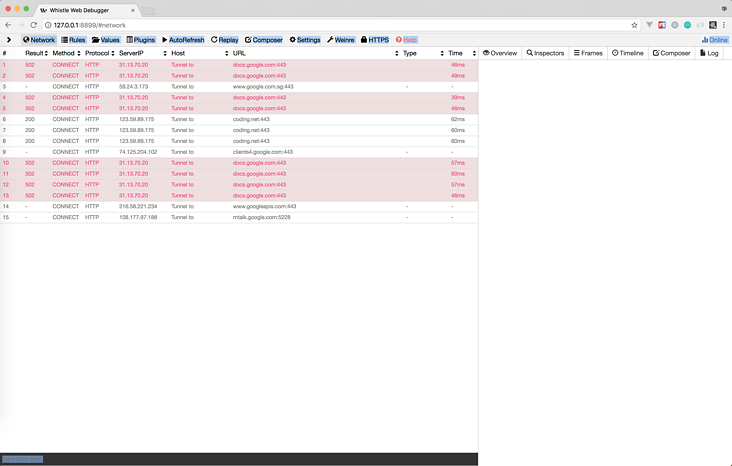 Whistle Web Debugger
127.0.0.1:8899/#network
Network Rules Values Plugins AutoRefresh Replay Composer Settings Weinre HTTPS Help Online
# Result Method Protocol ServerIP Host URL Type Time Overview Inspectors Frames Timeline Composer Log
1 502 CONNECT HTTP 31.13.70.20 Tunnel to docs.google.com:443 46ms
2 502 CONNECT HTTP 31.13.70.20 Tunnel to docs.google.com:443 49ms
3 - CONNECT HTTP 59.24.3.173 Tunnel to www.google.com.sg:443 - -
4 502 CONNECT HTTP 31.13.70.20 Tunnel to docs.google.com:443 39ms
5 502 CONNECT HTTP 31.13.70.20 Tunnel to docs.google.com:443 48ms
6 200 CONNECT HTTP 123.59.89.175 Tunnel to coding.net:443 62ms
7 200 CONNECT HTTP 123.59.89.175 Tunnel to coding.net:443 60ms
8 200 CONNECT HTTP 123.59.89.175 Tunnel to coding.net:443 60ms
9 - CONNECT HTTP 74.125.204.102 Tunnel to clients4.google.com:443 - -
10 502 CONNECT HTTP 31.13.70.20 Tunnel to docs.google.com:443 57ms
11 502 CONNECT HTTP 31.13.70.20 Tunnel to docs.google.com:443 60ms
12 502 CONNECT HTTP 31.13.70.20 Tunnel to docs.google.com:443 57ms
13 502 CONNECT HTTP 31.13.70.20 Tunnel to docs.google.com:443 46ms
14 - CONNECT HTTP 216.58.221.234 Tunnel to www.googleapis.com:443 - -
15 - CONNECT HTTP 108.177.97.188 Tunnel to mtalk.google.com:5228 - -